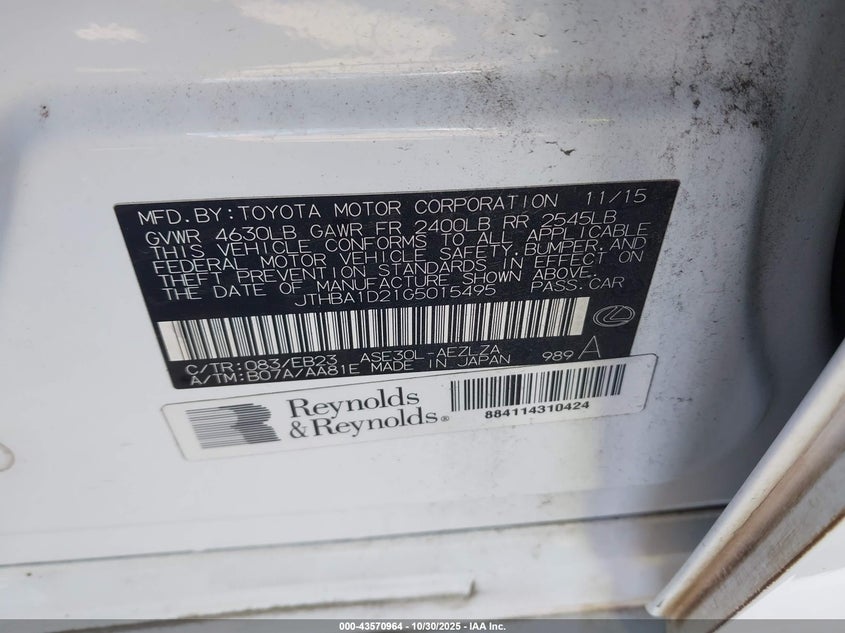 MFD.BY:TOYOTA MOTOR CORPORATION 11/15
GVWR 4630LB GAWR FR 2400LB RR 2545LB
THIS VEHICLE CONFORMS TO ALL APPLICABLE
FEDERAL MOTOR VEHICLE SAFETY,BUMPER,AND
THEFT PREVENTION STANDARDS IN EFFECT ON
THE DATE OF MANUFACTURE SHOWN ABOVE.
JTHBA1D21G5015495 PASS.CAR
C/TR:083/EB23 ASE30L-AEZLZA
A/TM:B07A/AA81E MADE IN JAPAN 989 A
Reynolds
&Reynolds®
884114310424
000-43570964 - 10/30/2025 - IAA Inc.